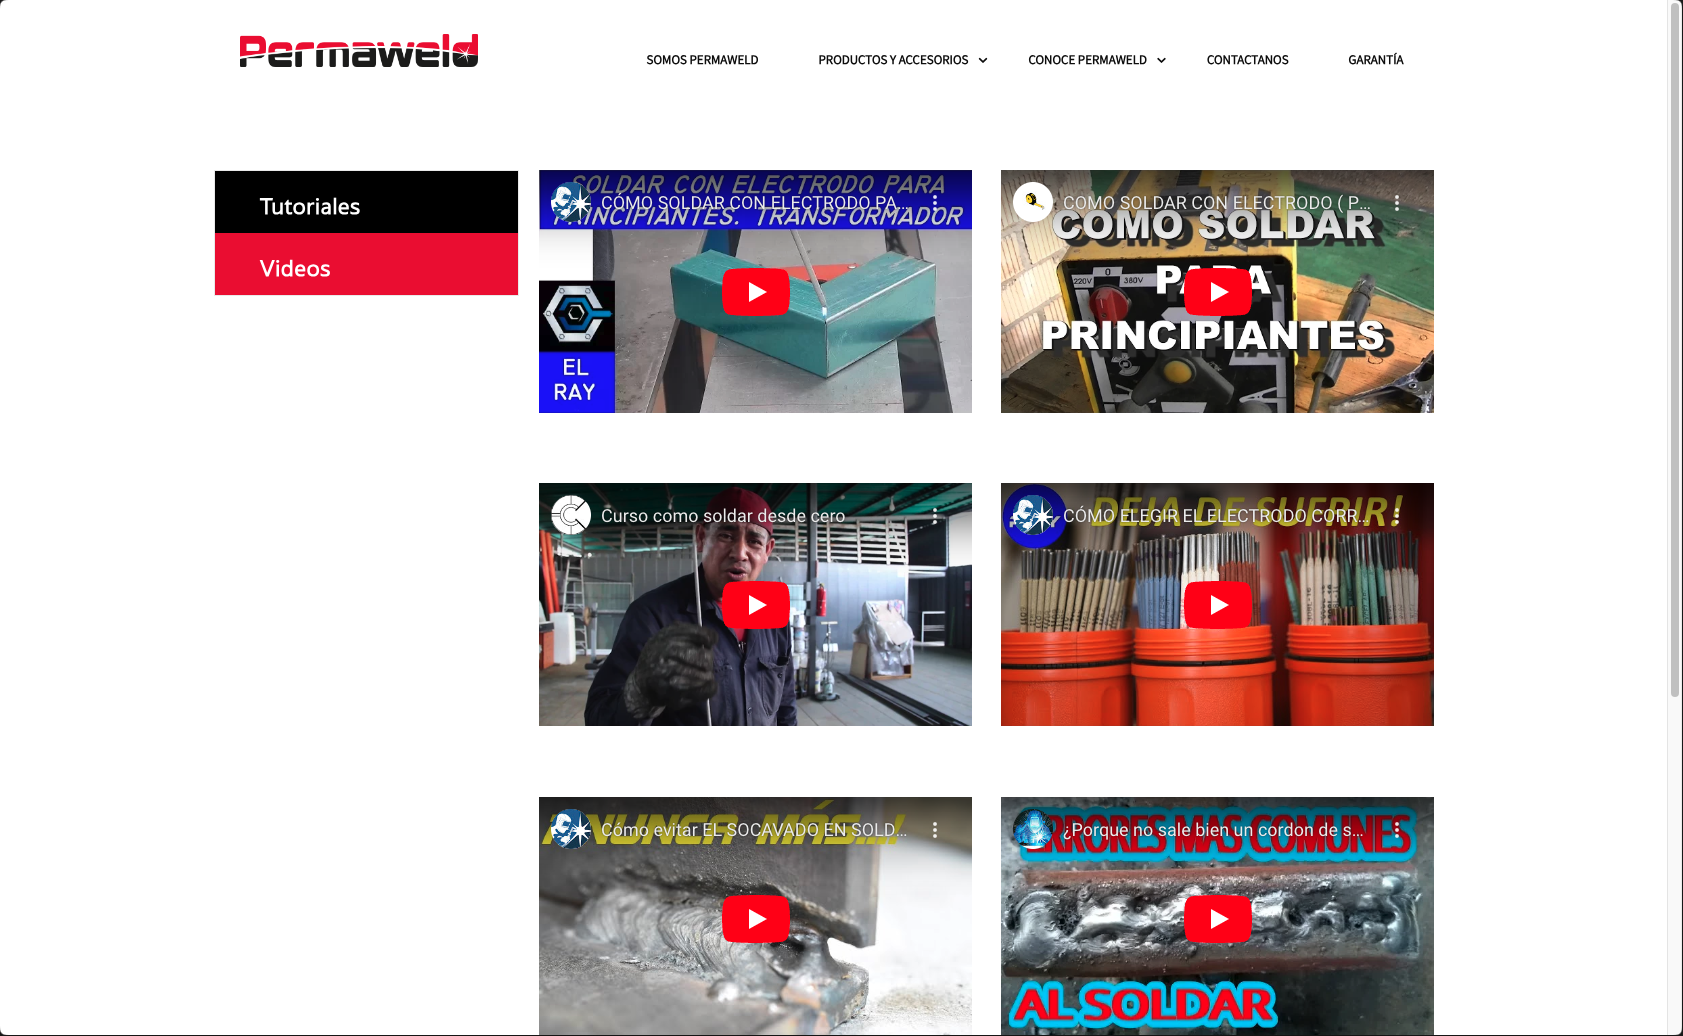 Permaweld
SOMOS PERMAWELD
PRODUCTOS Y ACCESORIOS
CONOCE PERMAWELD
CONTACTANOS
GARANTÍA
Tutoriales
Videos
SOLDAR CON ELECTRODO PARA
CÓMO SOLDAR CON ELECTRODO PA...
PRINCIPIANTES. TRANSFORMADOR
EL
RAY
COMO SOLDAR CON ELECTRODO ( P...
COMO SOLDAR
PARA
PRINCIPIANTES
220V
0
380V
Curso como soldar desde cero
DEJA DE SUFRIR!
CÓMO ELEGIR EL ELECTRODO CORR...
¡NUNCA MÁS....!
Cómo evitar EL SOCAVADO EN SOLD...
ERRORES MAS COMUNES
¿Porque no sale bien un cordon de s...
AL SOLDAR